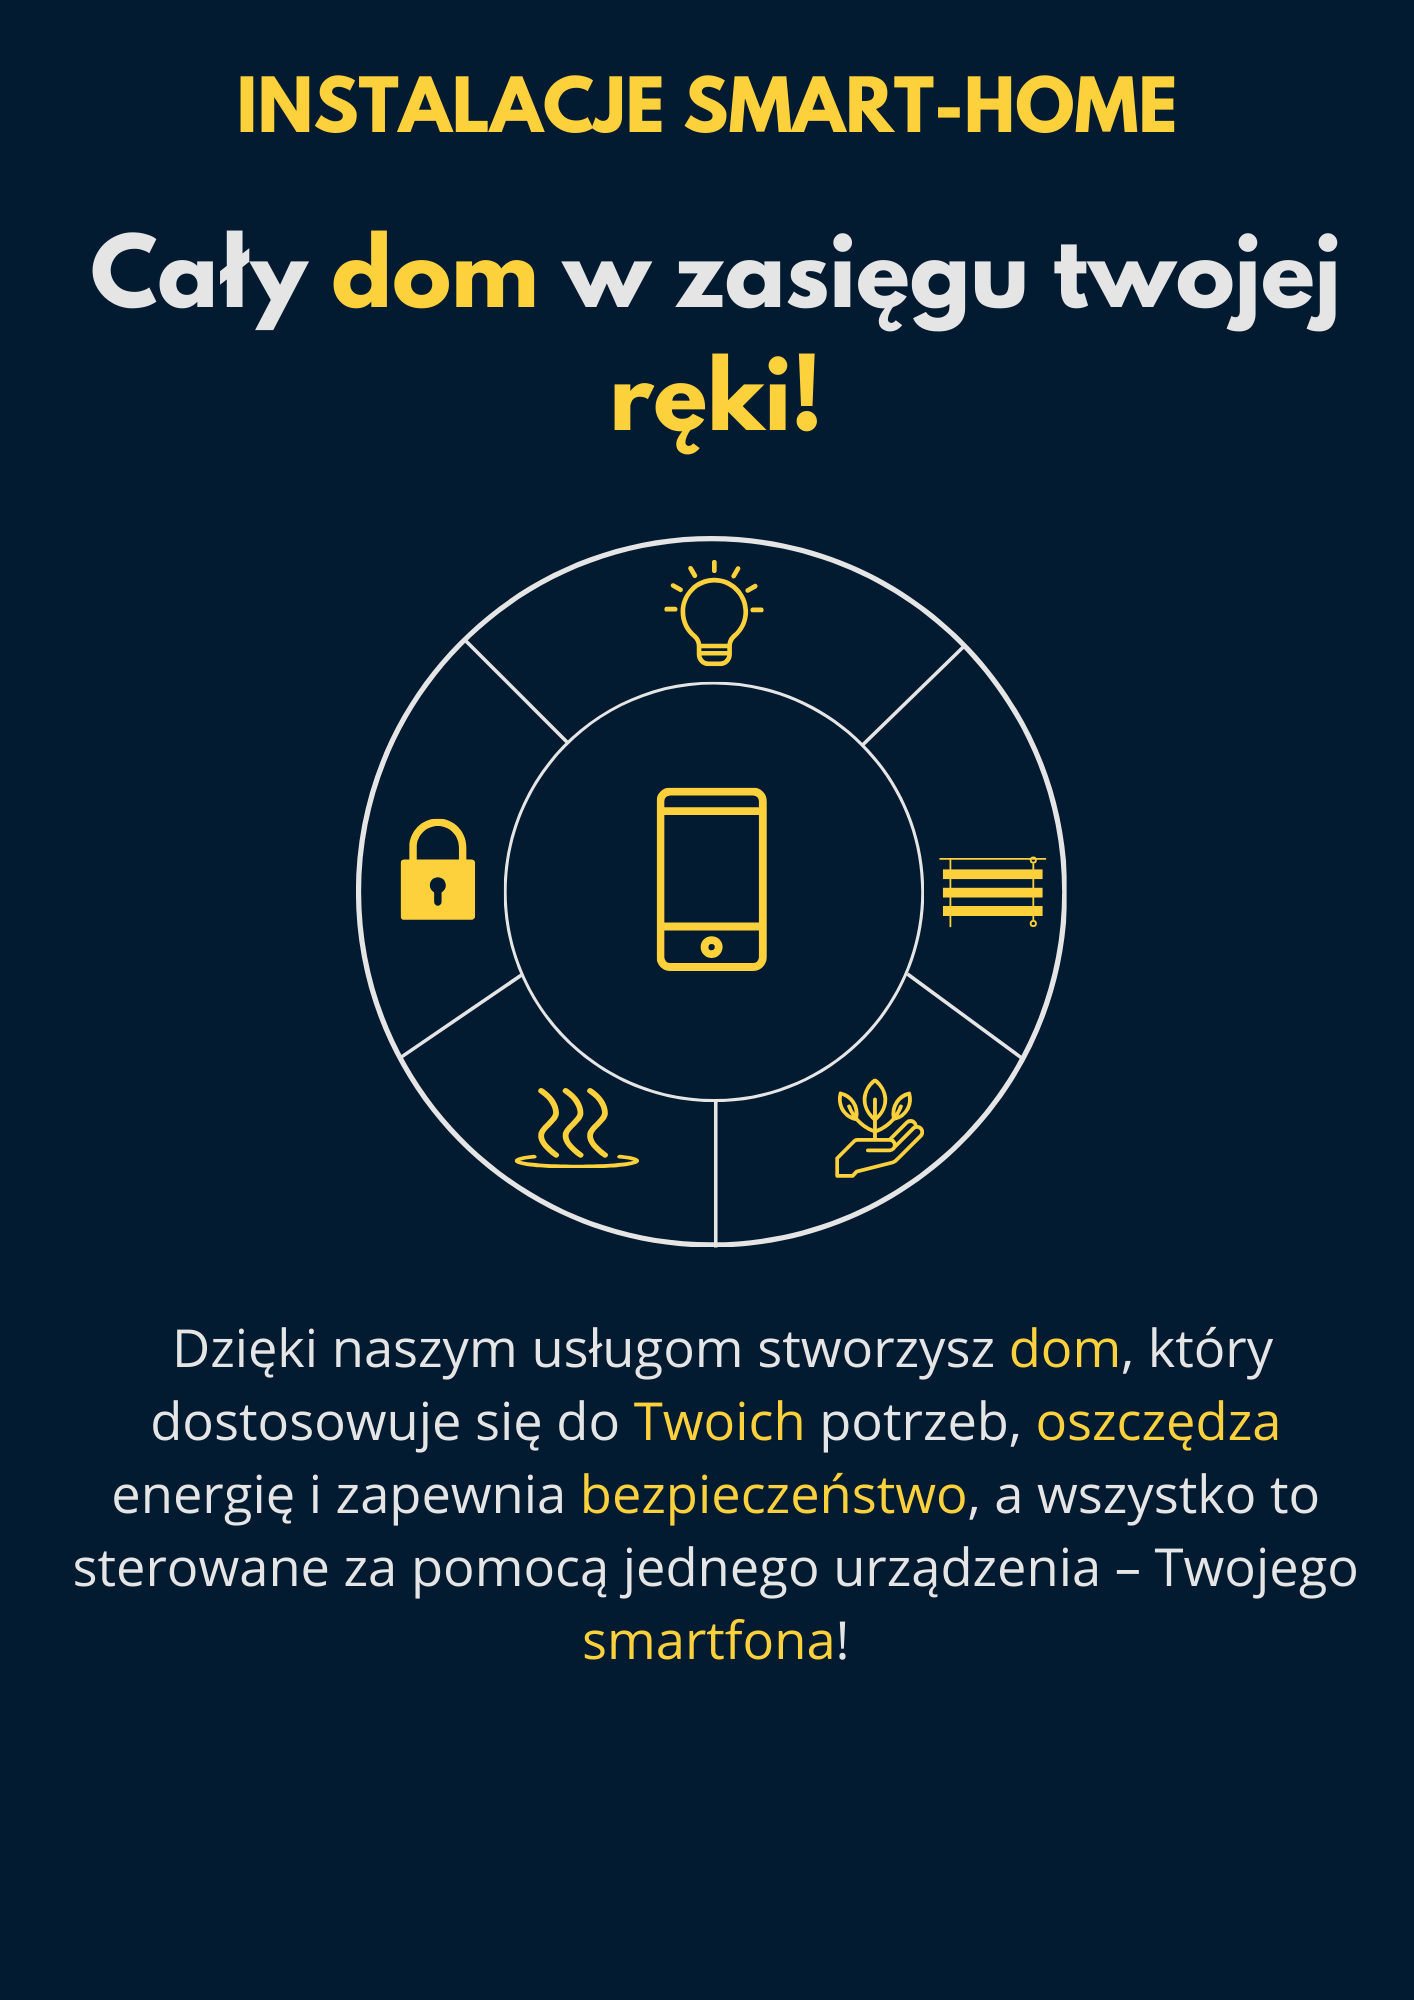 INSTALACJE SMART-HOME
Cały dom w zasięgu twojej
ręki!
Dzięki naszym usługom stworzysz dom, który
dostosowuje się do Twoich potrzeb, oszczędza
energię i zapewnia bezpieczeństwo, a wszystko to
sterowane za pomocą jednego urządzenia – Twojego
smartfona!